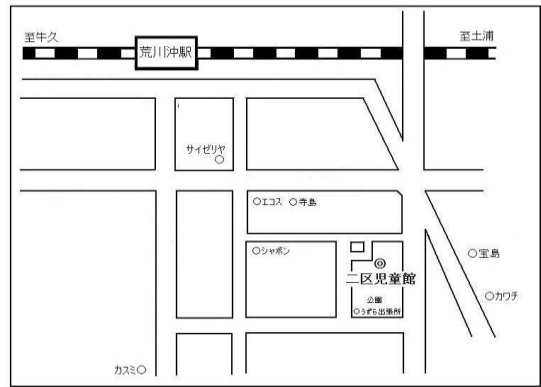 至牛久
荒川沖駅
至土浦
サイゼリヤ
エコス
寺島
シャポン
宝島
二区児童館
カワチ
公園
うずら出張所
カスミ